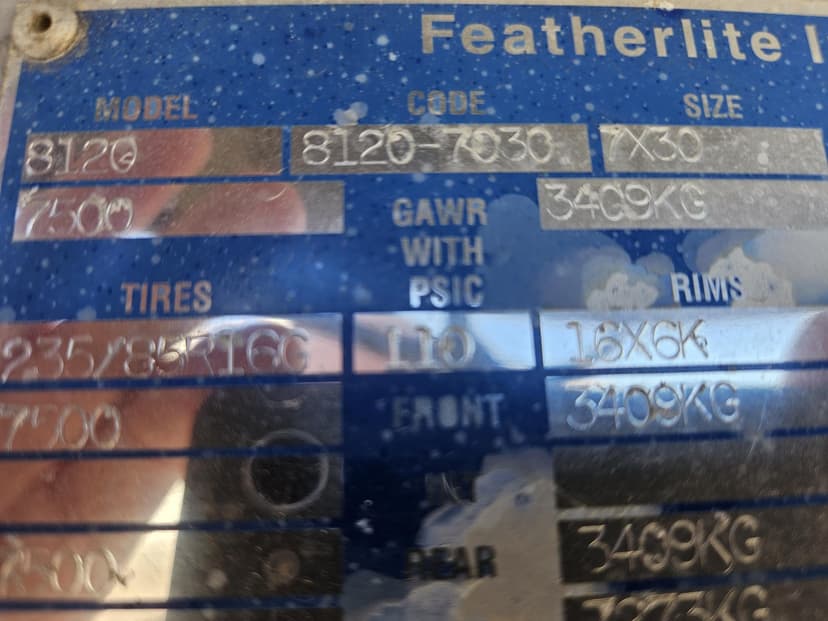 Featherlite I
MODEL CODE SIZE
8120 8120-7030 7X30
7500 GAWR 3409KG
WITH
TIRES PSIC RIMS
235/85R16G 110 16X6K
7500 FRONT 3409KG
7500 REAR 3409KG